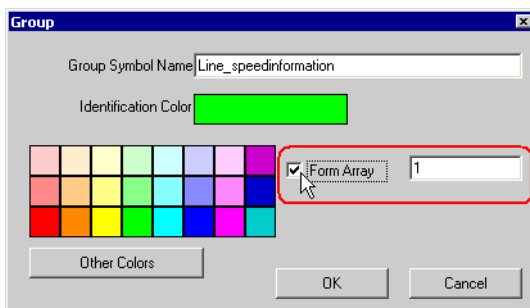 Group
Group Symbol Name Line_speedinformation
Identification Color
Form Array 1
Other Colors
OK Cancel